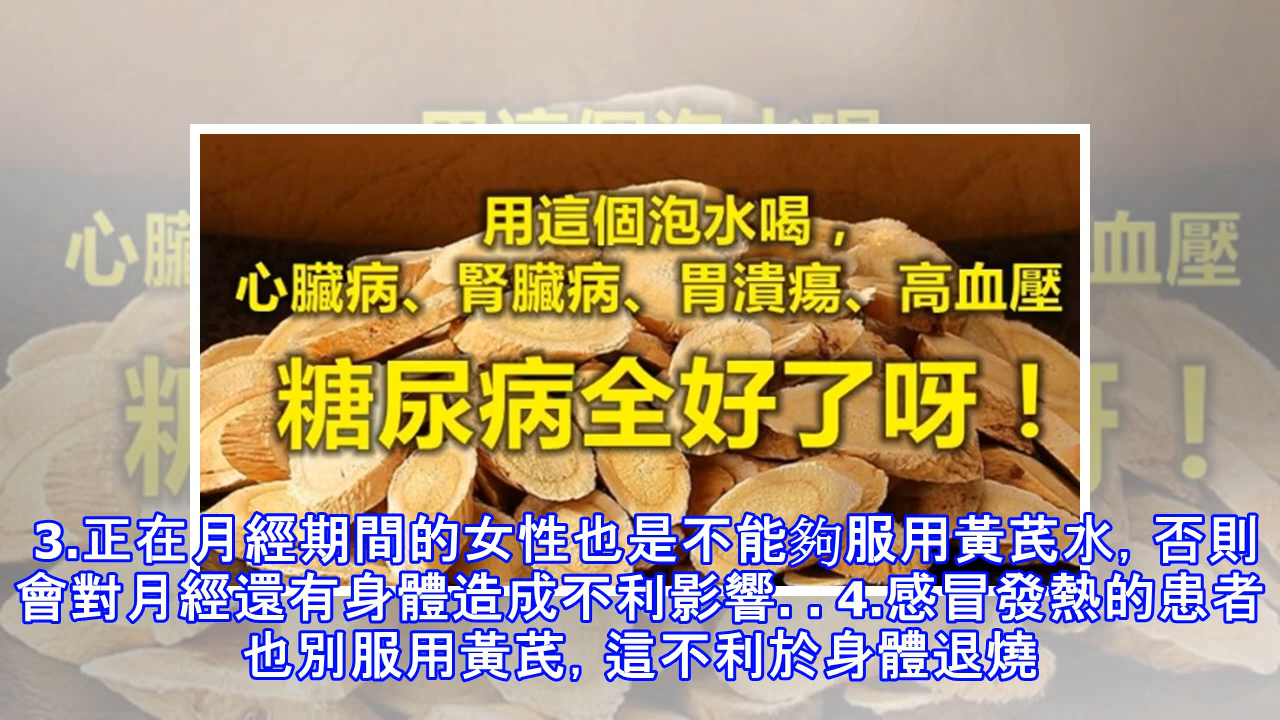 用這個泡水喝，
心臟病、腎臟病、胃潰瘍、高血壓
糖尿病全好了呀！
3.正在月經期間的女性也是不能夠服用黃芪水, 否則
會對月經還有身體造成不利影響. . 4.感冒發熱的患者
也別服用黃芪, 這不利於身體退燒